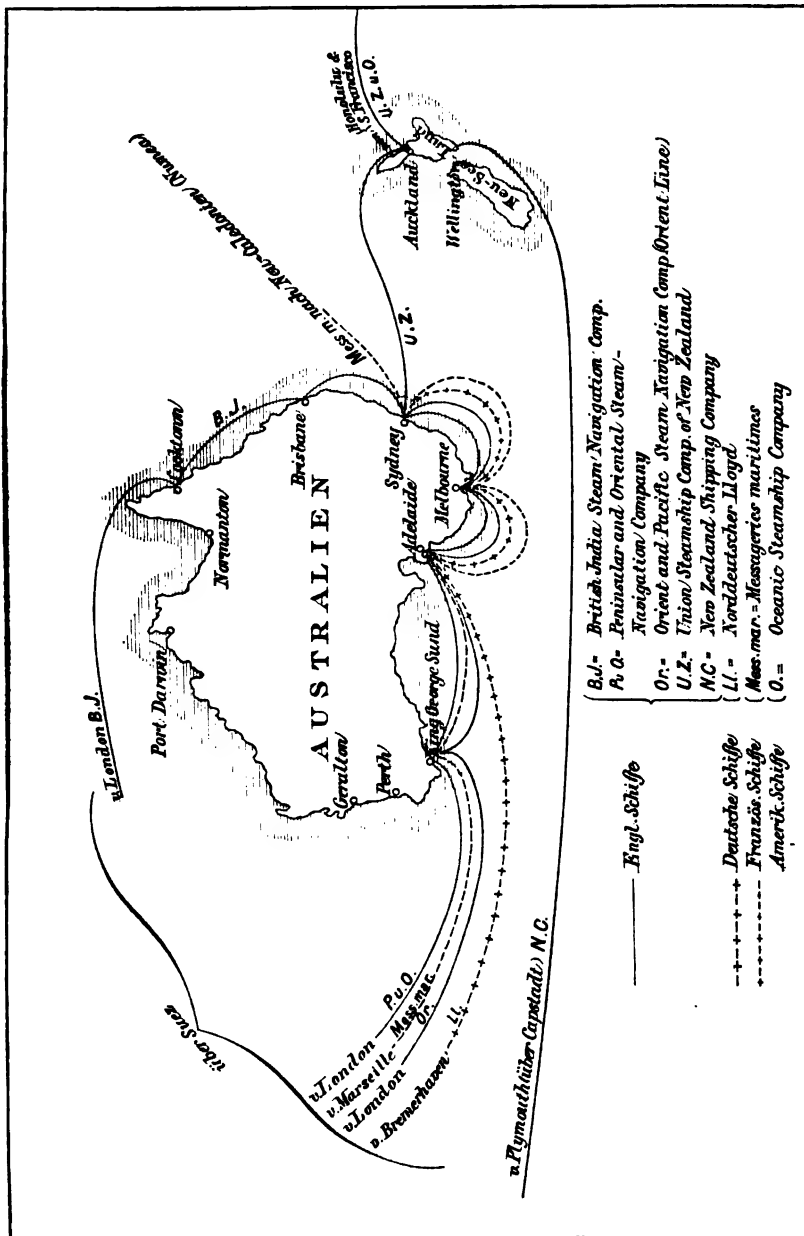 über Suez
v. London B.J.
v. London P.u.O.
v. Marseille Mess. mar.
v. London Or.
v. Bremerhaven Ll.
v. Plymouth (über Capstadt) N.C.
AUSTRALIEN
Port Darwin
Normanton
Cooktown
B.J.
Brisbane
Sydney
Melbourne
Adelaide
King George Sund
Perth
Geralton
Mess. m. nach Neu-Caledonien (Numea)
U.Z.
Honolulu &
S. Francisco
U.Z.u.O.
Auckland
Wellington
Neu-See
Land
Engl. Schiffe
B.J.= British India Steam Navigation Comp.
P.u.O= Peninsular and Oriental Steam-
Navigation Company
Or.= Orient and Pacific Steam Navigation Comp. (Orient Line)
U.Z= Union Steamship Comp. of New Zealand
N.C= New Zealand Shipping Company
Deutsche Schiffe
Ll.= Norddeutscher Lloyd
Französ. Schiffe
Mess. mar.= Messageries maritimes
Amerik. Schiffe
O.= Oceanic Steamship Company